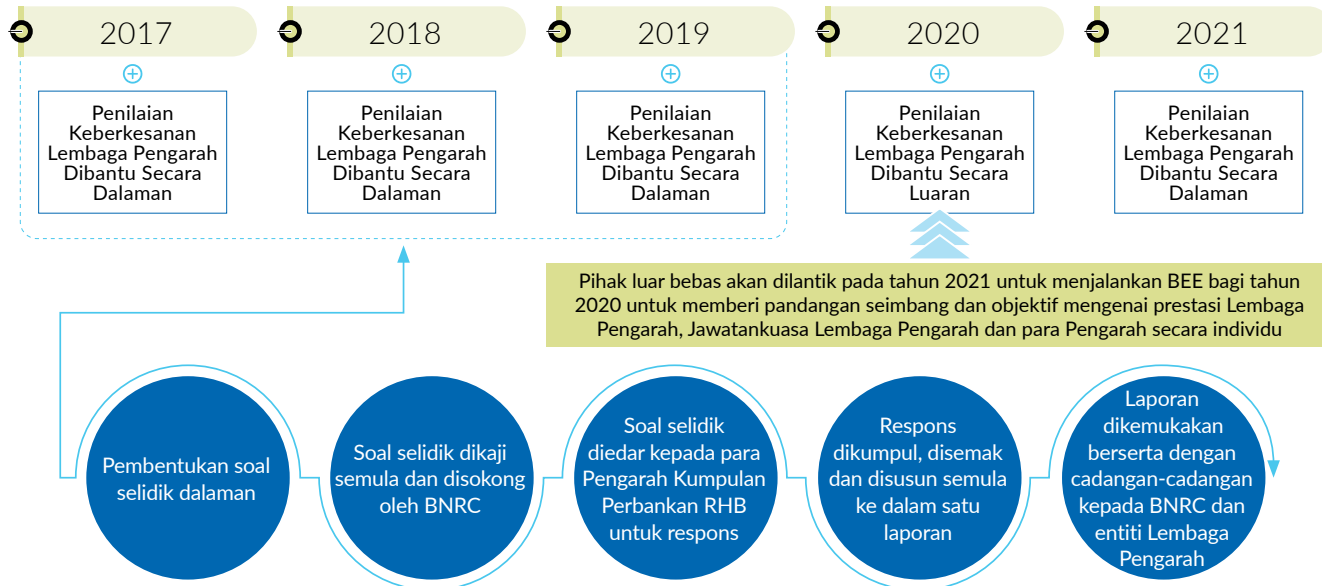 2017
2018
2019
2020
2021
Penilaian
Keberkesanan
Lembaga Pengarah
Dibantu Secara
Dalaman
Penilaian
Keberkesanan
Lembaga Pengarah
Dibantu Secara
Dalaman
Penilaian
Keberkesanan
Lembaga Pengarah
Dibantu Secara
Dalaman
Penilaian
Keberkesanan
Lembaga Pengarah
Dibantu Secara
Luaran
Penilaian
Keberkesanan
Lembaga Pengarah
Dibantu Secara
Dalaman
Pihak luar bebas akan dilantik pada tahun 2021 untuk menjalankan BEE bagi tahun
2020 untuk memberi pandangan seimbang dan objektif mengenai prestasi Lembaga
Pengarah, Jawatankuasa Lembaga Pengarah dan para Pengarah secara individu
Pembentukan soal
selidik dalaman
Soal selidik dikaji
semula dan disokong
oleh BNRC
Soal selidik
diedar kepada para
Pengarah Kumpulan
Perbankan RHB
untuk respons
Respons
dikumpul, disemak
dan disusun semula
ke dalam satu
laporan
Laporan
dikemukakan
berserta dengan
cadangan-cadangan
kepada BNRC dan
entiti Lembaga
Pengarah